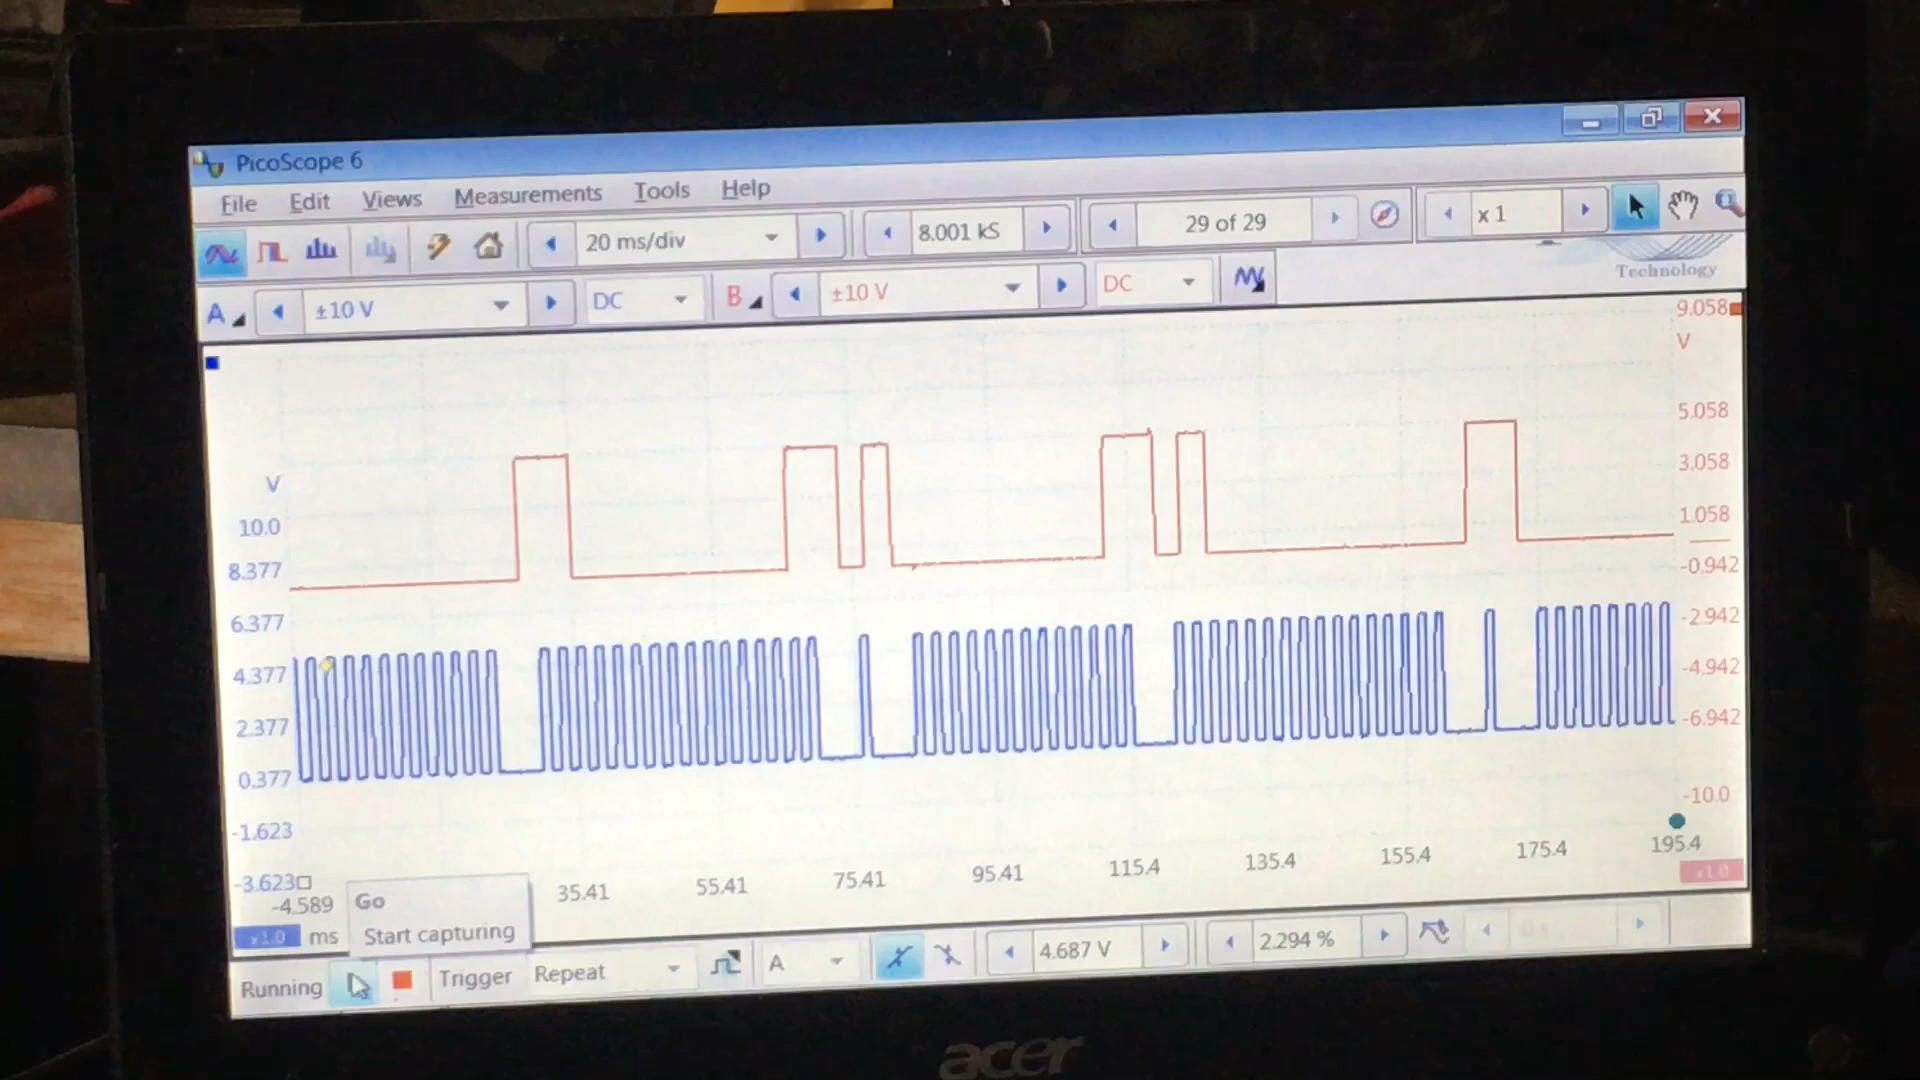 PicoScope 6
File Edit Views Measurements Tools Help
20 ms/div 8.001 kS 29 of 29 x 1
A ±10 V DC B ±10 V DC
Technology
9.058
V
5.058
3.058
1.058
-0.942
-2.942
-4.942
-6.942
-10.0
V
10.0
8.377
6.377
4.377
2.377
0.377
-1.623
-3.623
-4.589 35.41 55.41 75.41 95.41 115.4 135.4 155.4 175.4 195.4
x1.0 ms
x1.0
Go
Start capturing
Running Trigger Repeat A 4.687 V 2.294 %
acer